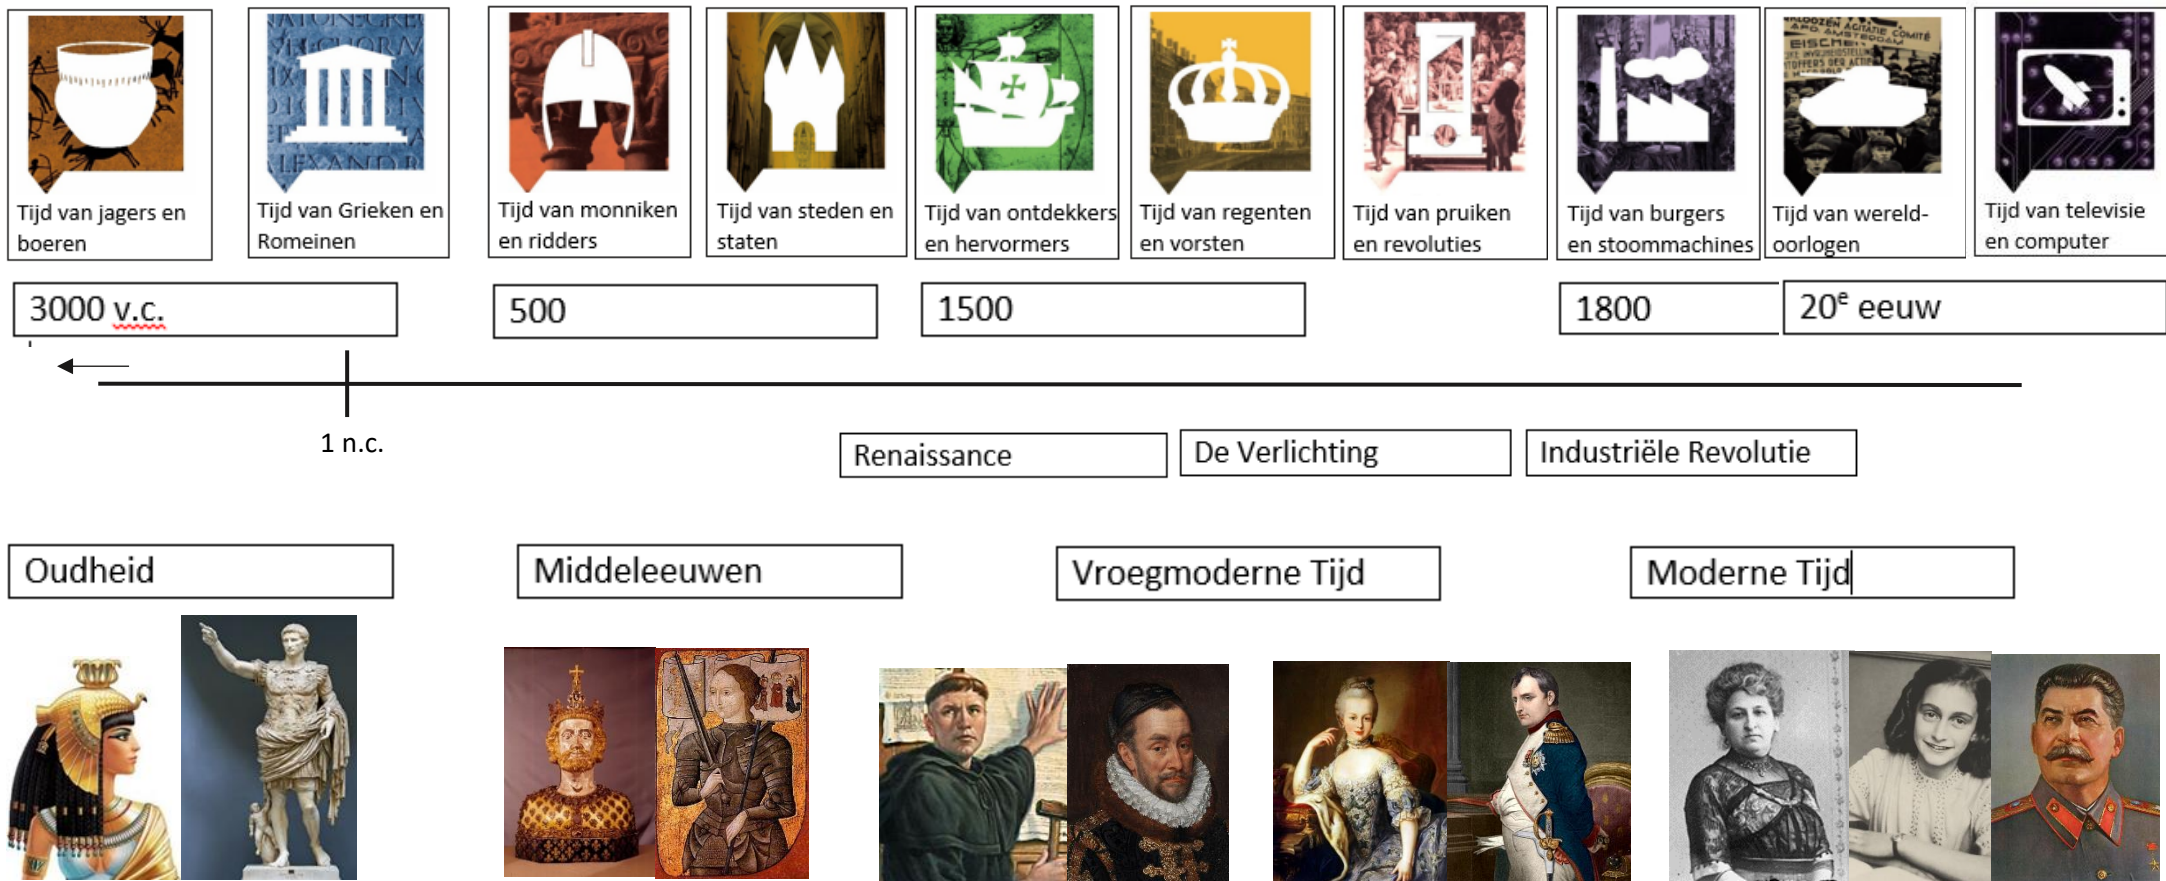 Tijd van jagers en
boeren
Tijd van Grieken en
Romeinen
Tijd van monniken
en ridders
Tijd van steden en
staten
Tijd van ontdekkers
en hervormers
Tijd van regenten
en vorsten
Tijd van pruiken
en revoluties
Tijd van burgers
en stoommachines
AGITATIE COMITÉ
AMSTERDAM
Tijd van wereld-
oorlogen
Tijd van televisie
en computer
3000 v.c.
500
1500
1800
20e eeuw
1 n.c.
Renaissance
De Verlichting
Industriële Revolutie
Oudheid
Middeleeuwen
Vroegmoderne Tijd
Moderne Tijd